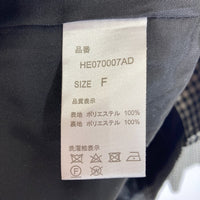 品番
HE070007AD
SIZE F
品質表示
表地 ポリエステル 100%
裏地 ポリエステル 100%
洗濯絵表示